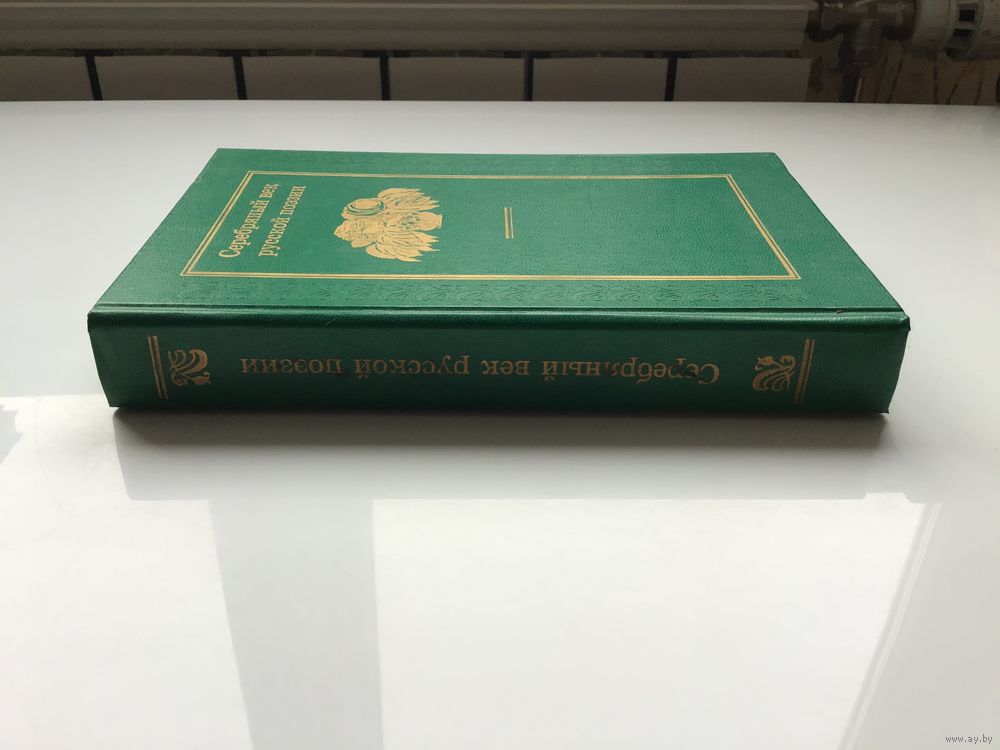 Серебряный век
русской поэзии
Серебряный век русской поэзии
www.ay.by